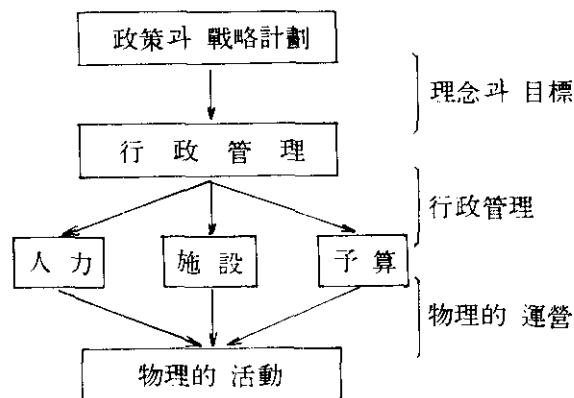 政策과 戰略計劃
理念과 目標
行政管理
行政管理
人力 施設 予算
物理的 運營
物理的 活動